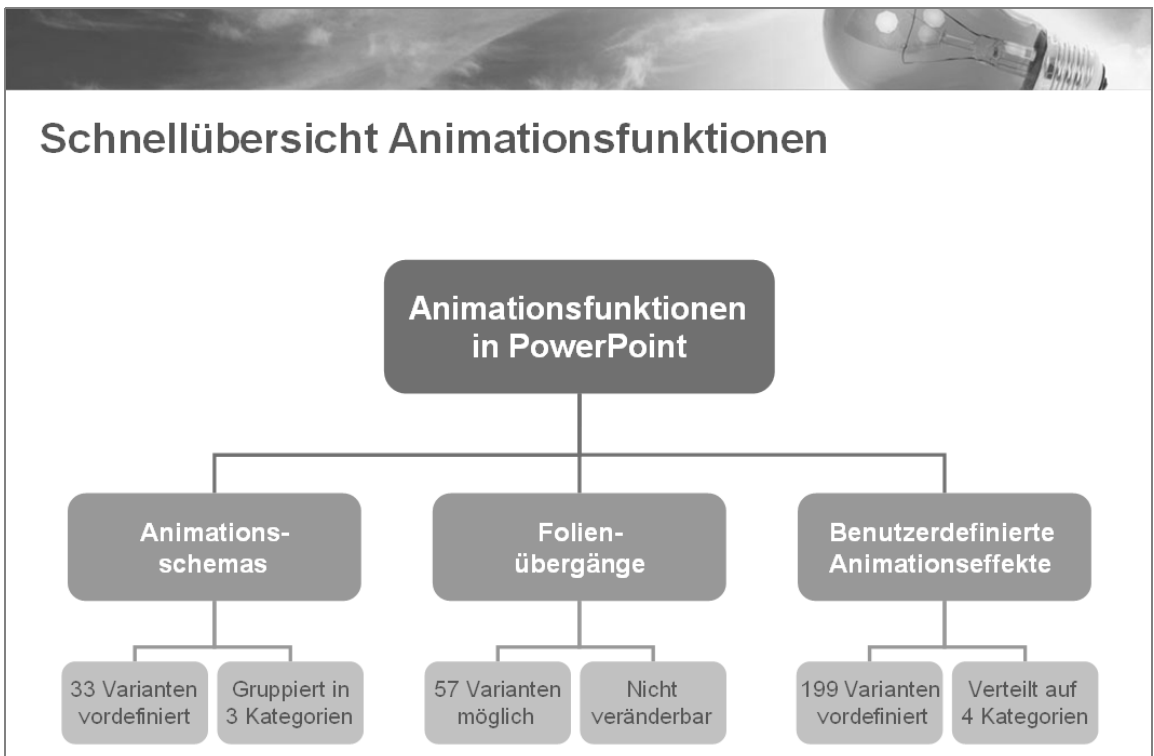 Schnellübersicht Animationsfunktionen
Animationsfunktionen
in PowerPoint
Animations-
schemas
Folien-
übergänge
Benutzerdefinierte
Animationseffekte
33 Varianten
vordefiniert
Gruppiert in
3 Kategorien
57 Varianten
möglich
Nicht
veränderbar
199 Varianten
vordefiniert
Verteilt auf
4 Kategorien